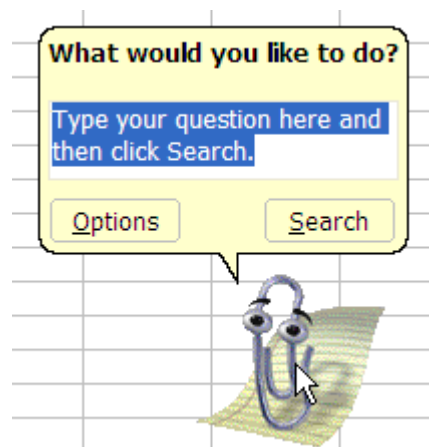 What would you like to do?
Type your question here and
then click Search.
Options
Search